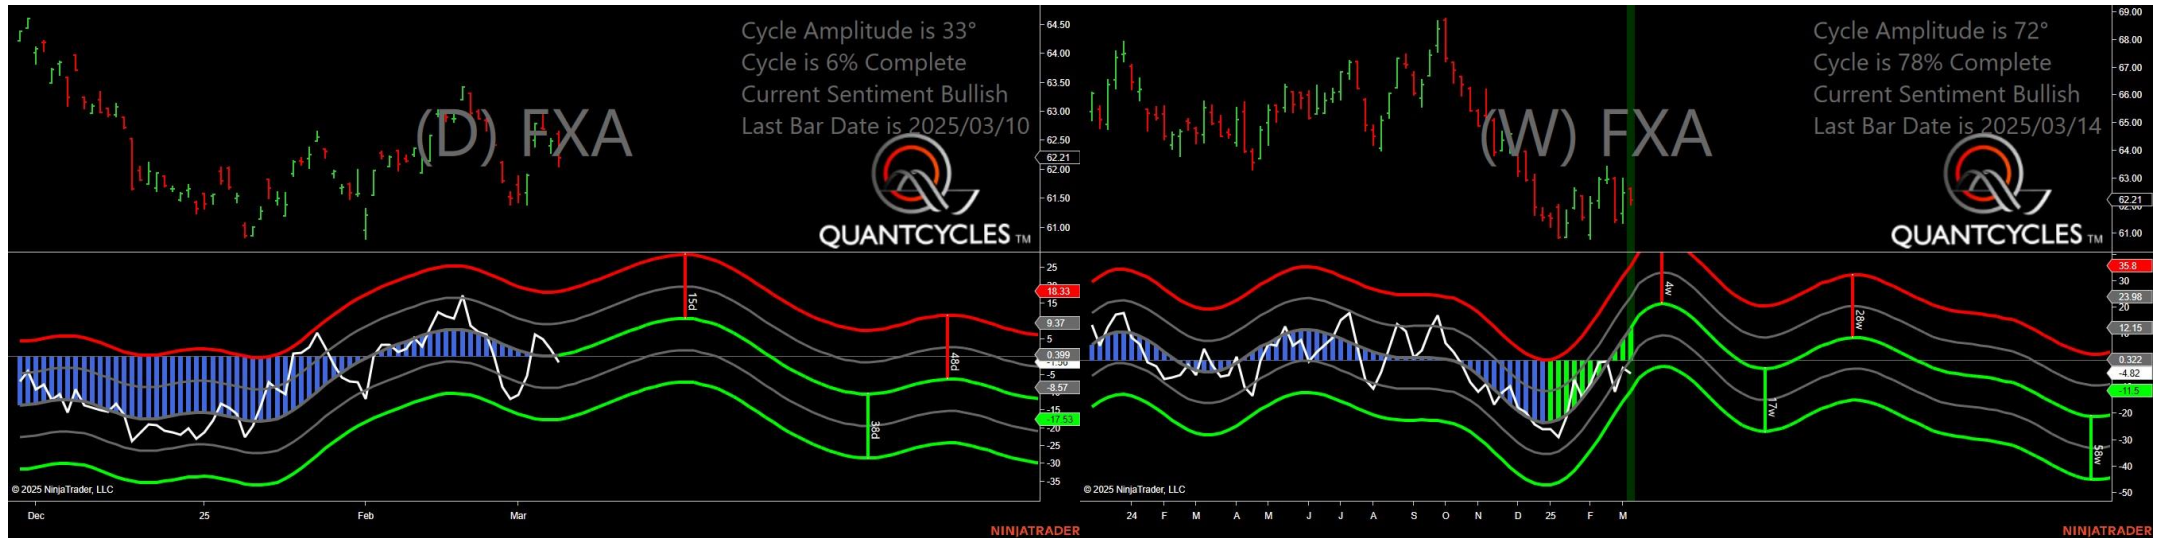 Cycle Amplitude is 33°
Cycle is 6% Complete
Current Sentiment Bullish
Last Bar Date is 2025/03/10
(D) FXA
QUANTCYCLES TM
64.50
64.00
63.50
63.00
62.50
62.21
62.00
61.50
61.00
25
18.33
15
9.37
5
0.399
-5
-8.57
-15
-17.53
-20
25
-30
-35
15d
38d
48d
© 2025 NinjaTrader, LLC
Dec 25 Feb Mar
NINJATRADER
Cycle Amplitude is 72°
Cycle is 78% Complete
Current Sentiment Bullish
Last Bar Date is 2025/03/14
(W) FXA
QUANTCYCLES TM
69.00
68.00
67.00
66.00
65.00
64.00
63.00
62.21
61.00
35.8
30
23.98
20
12.15
0.322
-4.82
-11.5
-20
-30
-40
-50
4w
17w
28w
58w
© 2025 NinjaTrader, LLC
24 F M A M J J A S O N D 25 F M
NINJATRADER